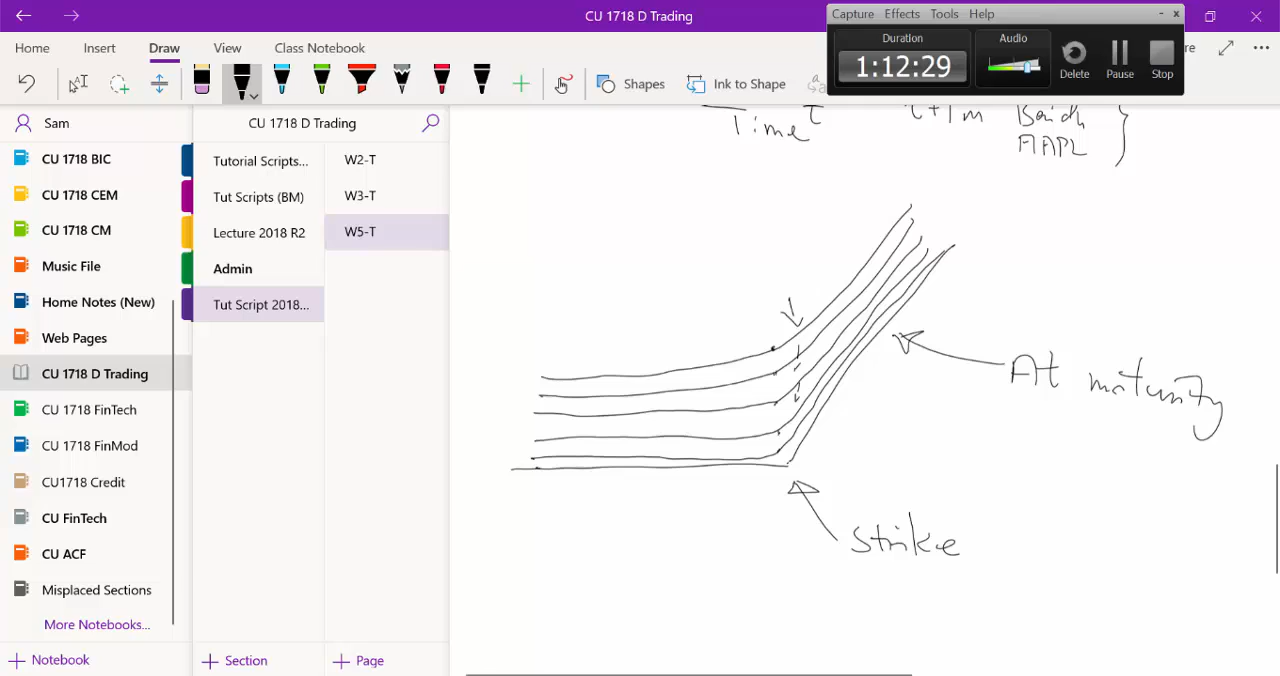 CU 1718 D Trading
Capture Effects Tools Help
Duration
1:12:29
Audio
Delete Pause Stop
Home Insert Draw View Class Notebook
re
Shapes
Ink to Shape
Sam
CU 1718 BIC
CU 1718 CEM
CU 1718 CM
Music File
Home Notes (New)
Web Pages
CU 1718 D Trading
CU 1718 FinTech
CU 1718 FinMod
CU1718 Credit
CU FinTech
CU ACF
Misplaced Sections
More Notebooks...
+ Notebook
CU 1718 D Trading
Tutorial Scripts...
Tut Scripts (BM)
Lecture 2018 R2
Admin
Tut Script 2018...
+ Section
W2-T
W3-T
W5-T
+ Page
Time t
t+1m
AAPL
At maturity
Strike